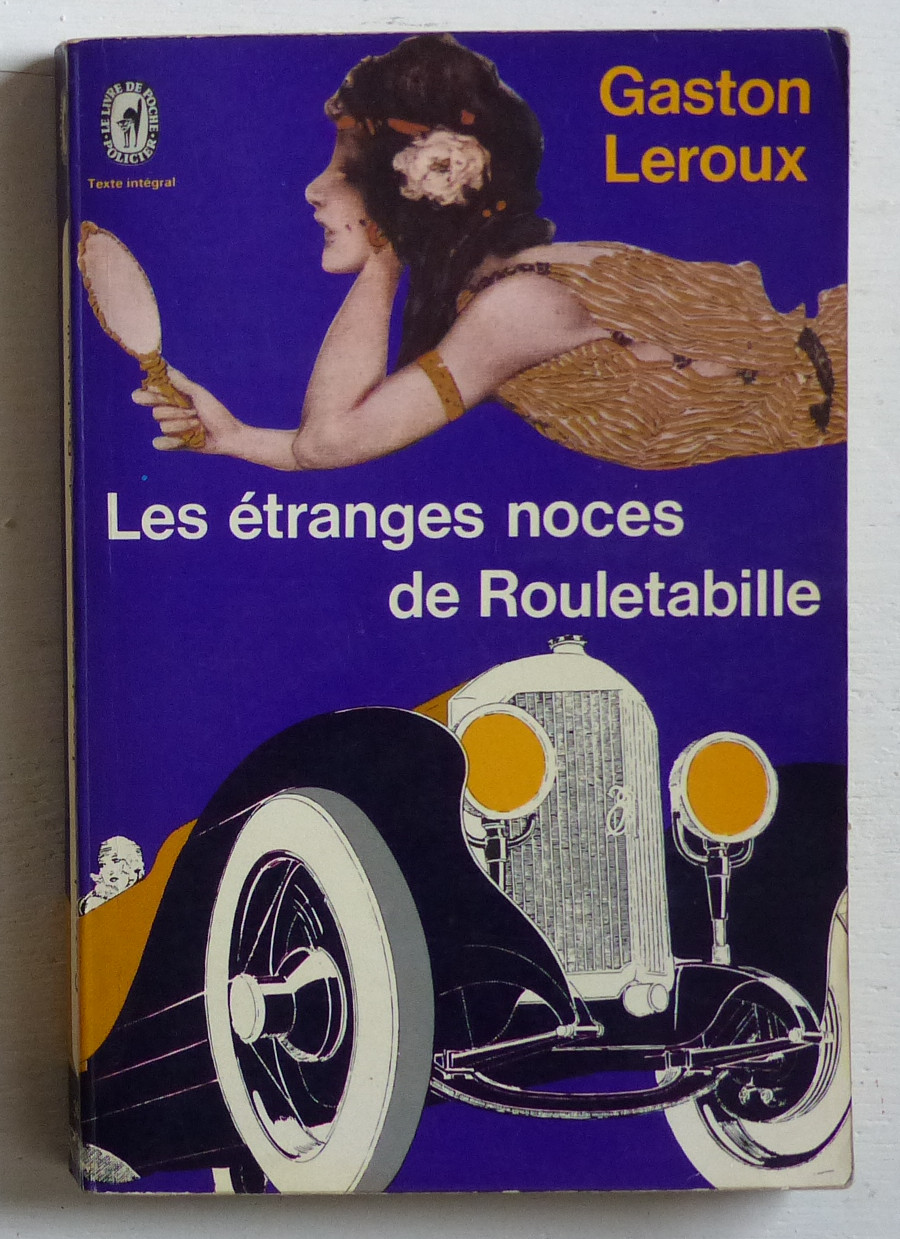 LE LIVRE DE POCHE
POLICIER
Texte intégral
Gaston
Leroux
Les étranges noces
de Rouletabille